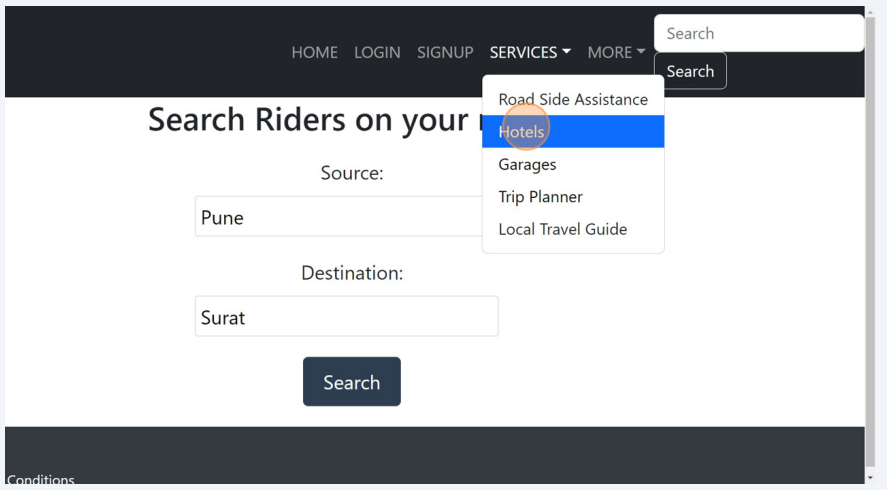 Search
HOME LOGIN SIGNUP SERVICES MORE
Search
Road Side Assistance
Search Riders on your
Hotels
Source:
Garages
Trip Planner
Pune
Local Travel Guide
Destination:
Surat
Search
Conditions